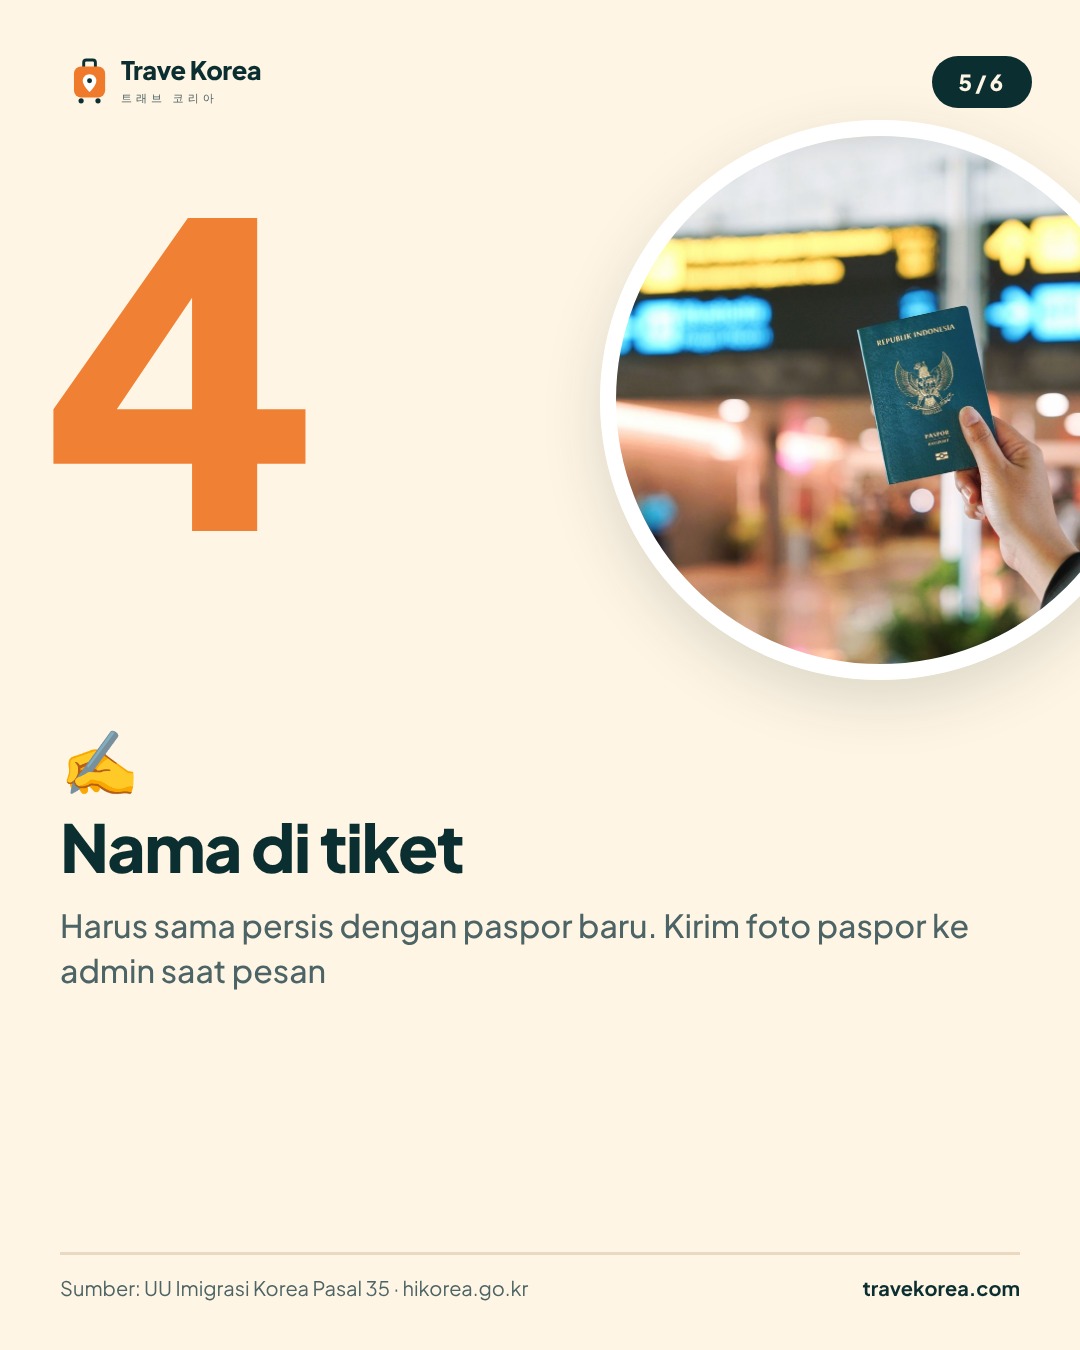 Trave Korea
트래브 코리아
5/6
4
REPUBLIK INDONESIA
PASPOR
Nama di tiket
Harus sama persis dengan paspor baru. Kirim foto paspor ke
admin saat pesan
Sumber: UU Imigrasi Korea Pasal 35 · hikorea.go.kr
travekorea.com